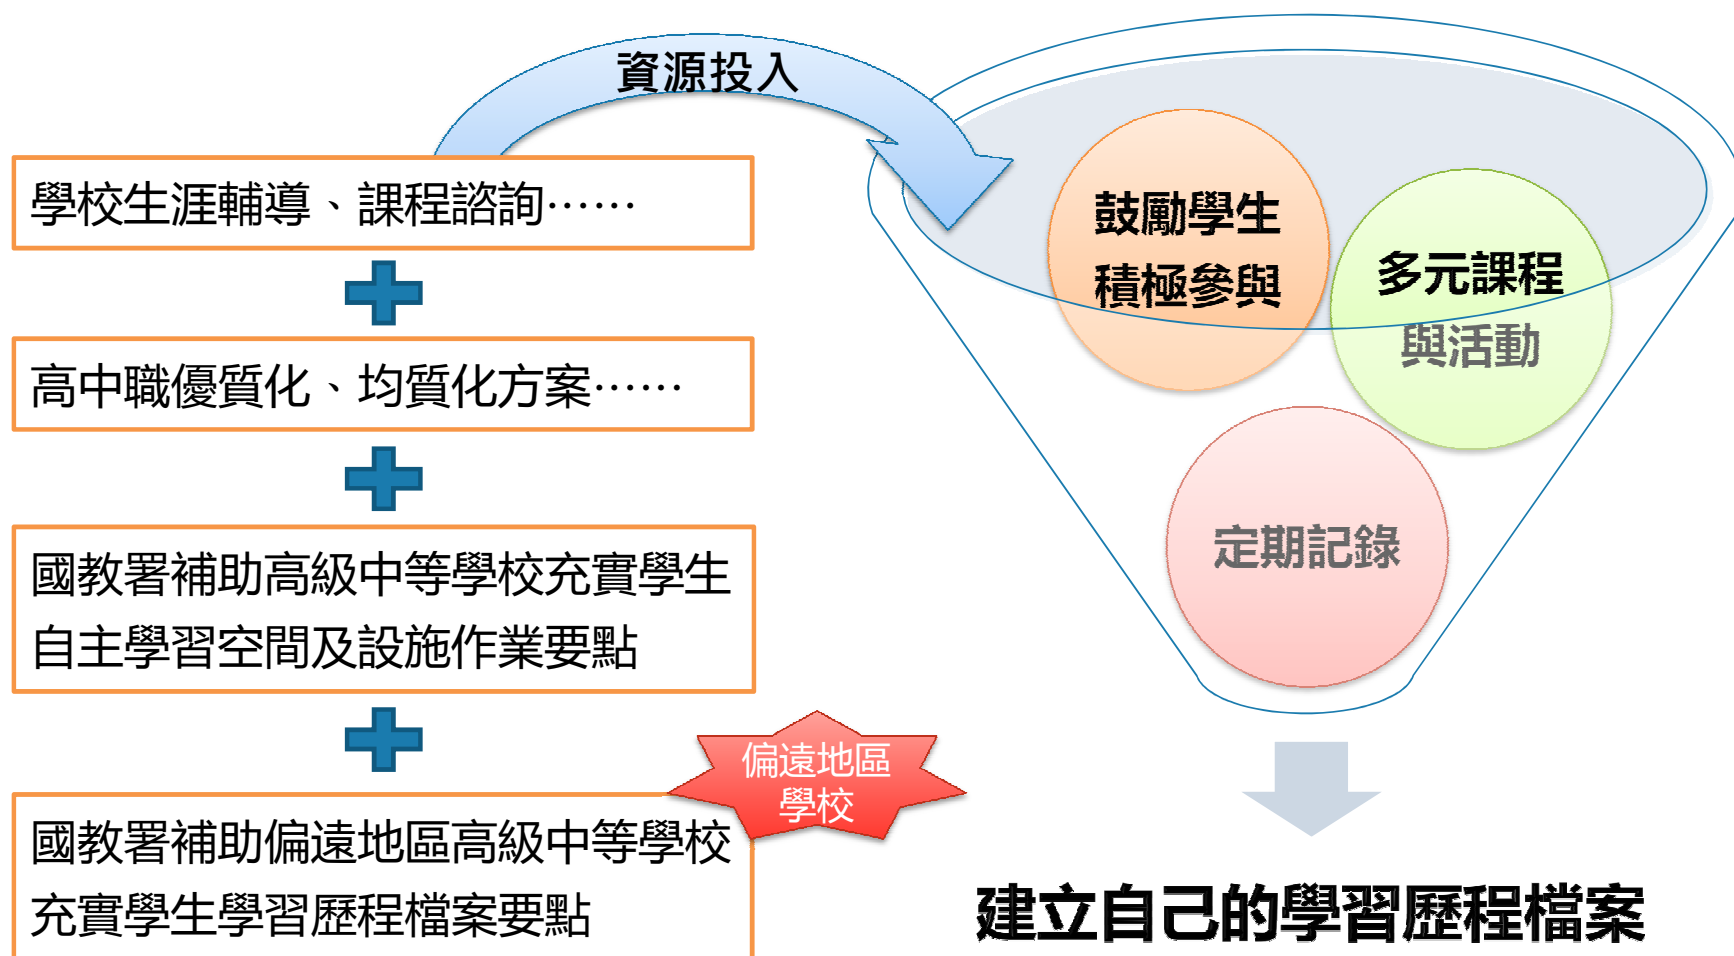 資源投入
學校生涯輔導、課程諮詢……
高中職優質化、均質化方案……
國教署補助高級中等學校充實學生
自主學習空間及設施作業要點
偏遠地區
學校
國教署補助偏遠地區高級中等學校
充實學生學習歷程檔案要點
鼓勵學生
積極參與
多元課程
與活動
定期記錄
建立自己的學習歷程檔案